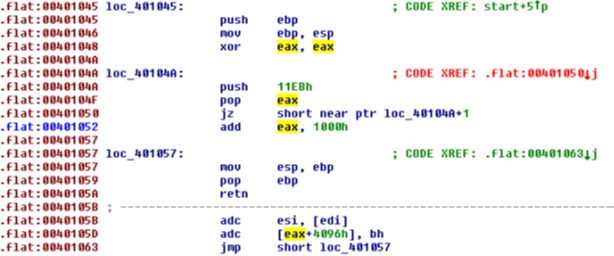 .flat:00401045 loc_401045: ; CODE XREF: start+5↑p
.flat:00401045 push ebp
.flat:00401046 mov ebp, esp
.flat:00401048 xor eax, eax
.flat:0040104A
.flat:0040104A loc_40104A: ; CODE XREF: .flat:00401050↓j
.flat:0040104A push 11EBh
.flat:0040104F pop eax
.flat:00401050 jz short near ptr loc_40104A+1
.flat:00401052 add eax, 1000h
.flat:00401057
.flat:00401057 loc_401057: ; CODE XREF: .flat:00401063↓j
.flat:00401057 mov esp, ebp
.flat:00401059 pop ebp
.flat:0040105A retn
.flat:0040105B ; ---------------------------------------------------------------------------
.flat:0040105B adc esi, [edi]
.flat:0040105D adc [eax+4096h], bh
.flat:00401063 jmp short loc_401057